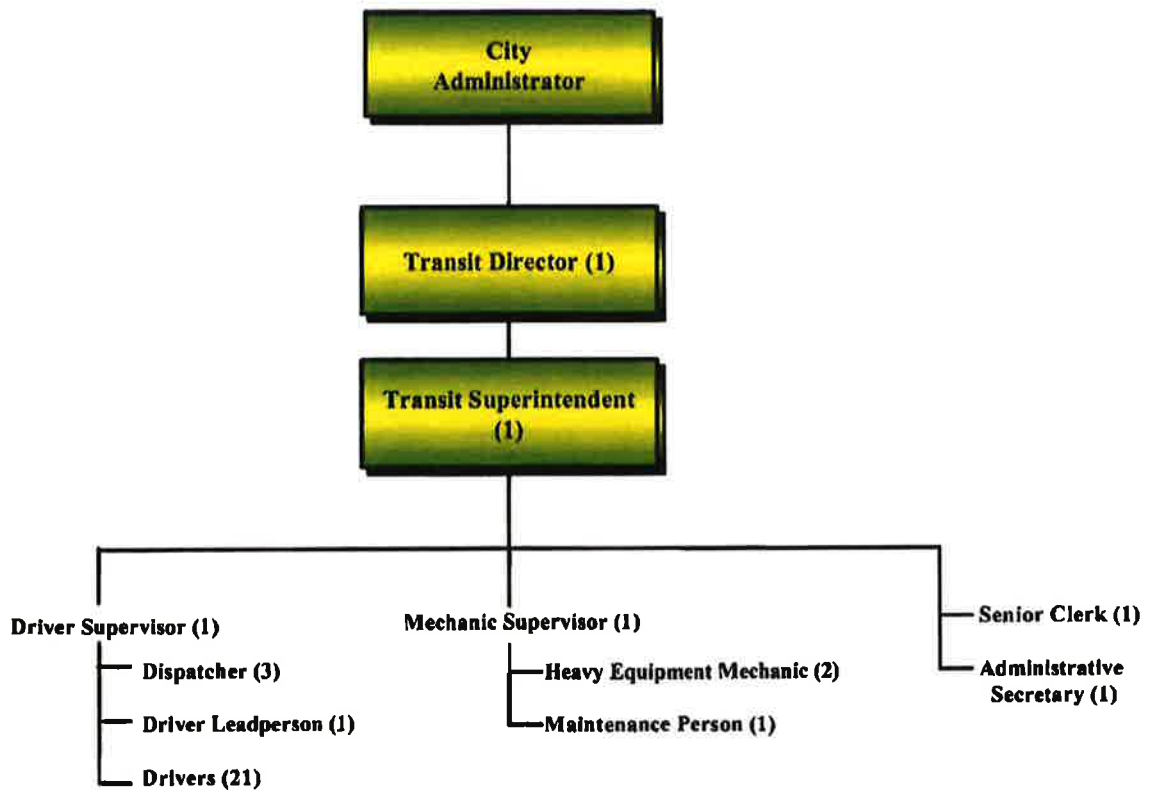 City
Administrator
Transit Director (1)
Transit Superintendent
(1)
Driver Supervisor (1)
Dispatcher (3)
Driver Leadperson (1)
Drivers (21)
Mechanic Supervisor (1)
Heavy Equipment Mechanic (2)
Maintenance Person (1)
Senior Clerk (1)
Administrative
Secretary (1)